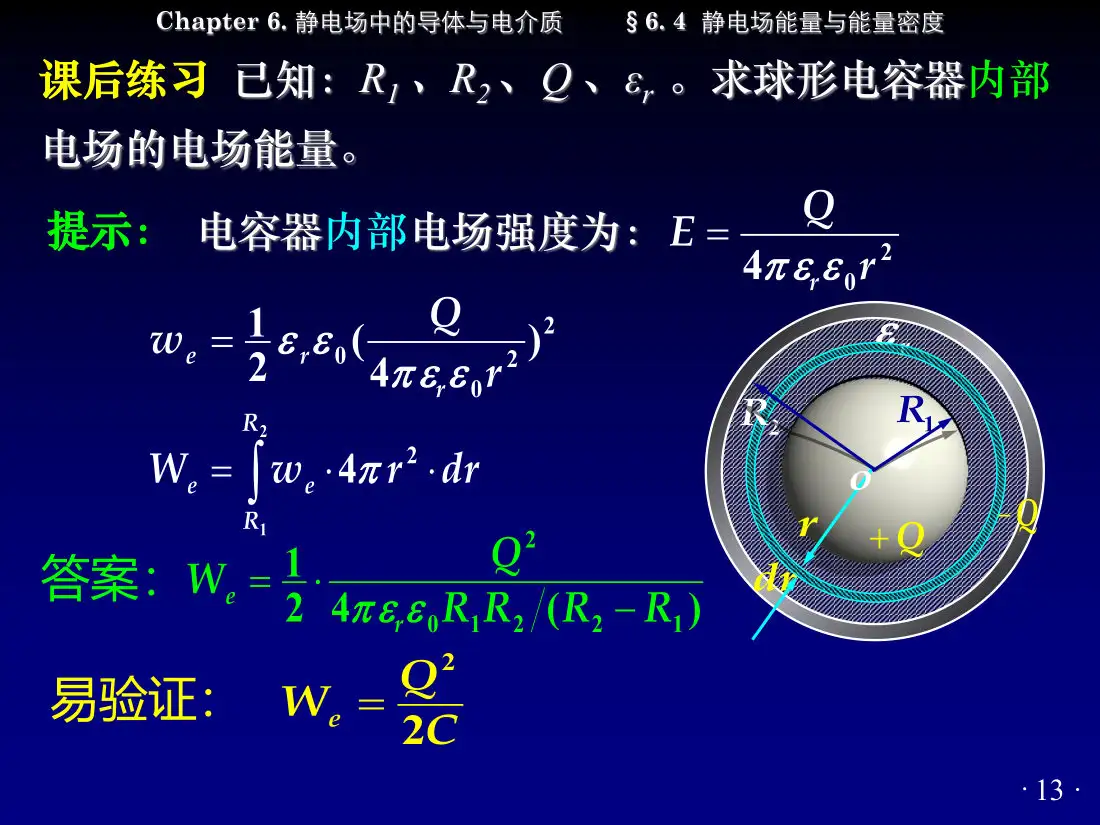 Chapter 6. 静电场中的导体与电介质 § 6. 4 静电场能量与能量密度
课后练习 已知：R₁、R₂、Q、εᵣ 。求球形电容器内部
电场的电场能量。
提示： 电容器内部电场强度为：E = Q / (4πεᵣε₀r²)
wₑ = 1/2 εᵣε₀(Q / (4πεᵣε₀r²))²
Wₑ = ∫_{R₁}^{R₂} wₑ · 4πr² · dr
答案：Wₑ = 1/2 · Q² / (4πεᵣε₀R₁R₂/(R₂ − R₁))
易验证： Wₑ = Q² / 2C
ε
R₂
R₁
o
r
+Q
-Q
dr
· 13 ·